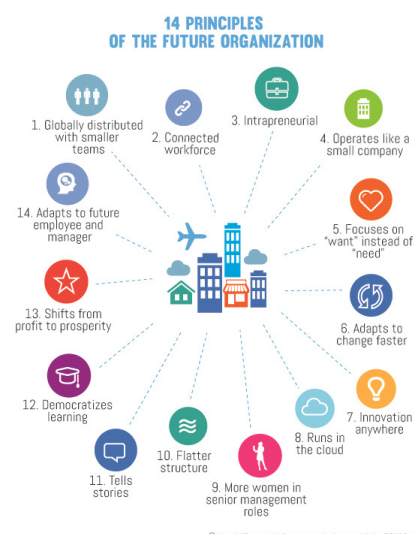 14 PRINCIPLES
OF THE FUTURE ORGANIZATION
1. Globally distributed
with smaller
teams
2. Connected
workforce
3. Intrapreneurial
4. Operates like a
small company
5. Focuses on
“want” instead of
“need”
6. Adapts to
change faster
7. Innovation
anywhere
8. Runs in
the cloud
9. More women in
senior management
roles
10. Flatter
structure
11. Tells
stories
12. Democratizes
learning
13. Shifts from
profit to prosperity
14. Adapts to future
employee and
manager